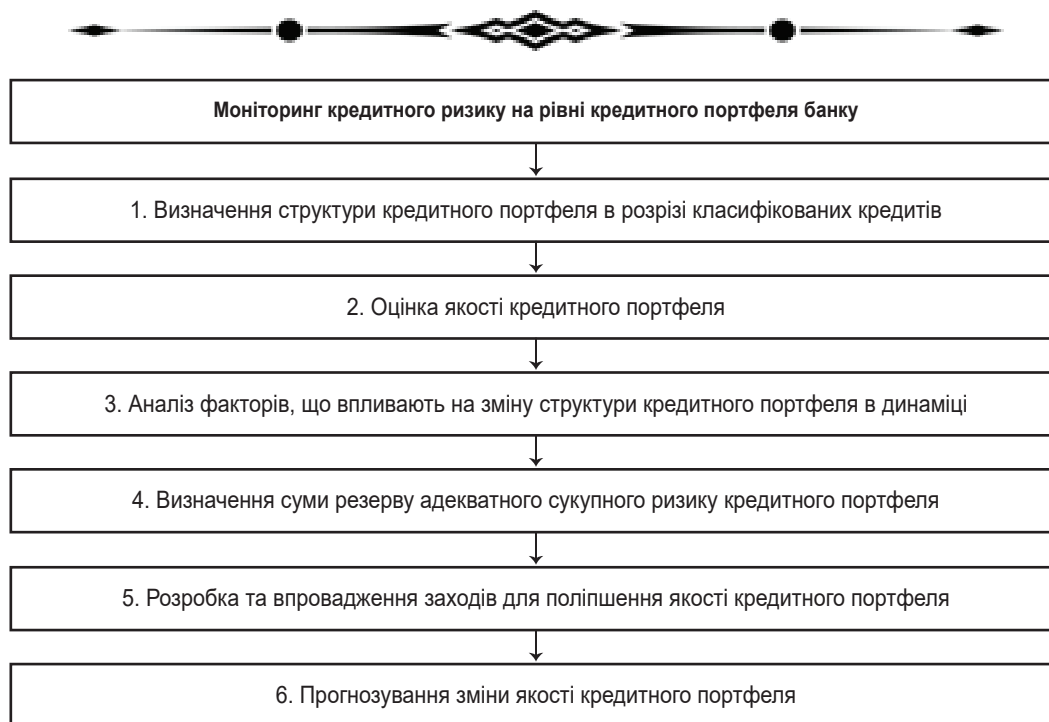 Моніторинг кредитного ризику на рівні кредитного портфеля банку
1. Визначення структури кредитного портфеля в розрізі класифікованих кредитів
2. Оцінка якості кредитного портфеля
3. Аналіз факторів, що впливають на зміну структури кредитного портфеля в динаміці
4. Визначення суми резерву адекватного сукупного ризику кредитного портфеля
5. Розробка та впровадження заходів для поліпшення якості кредитного портфеля
6. Прогнозування зміни якості кредитного портфеля